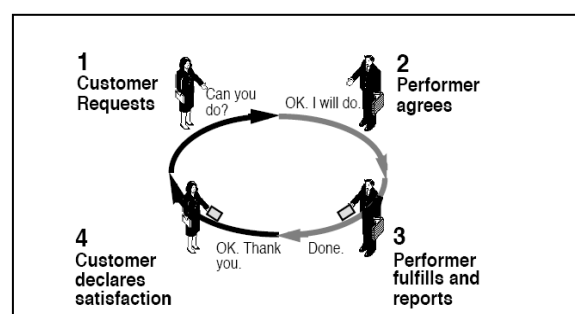 1
Customer
Requests
Can you
do?
OK. I will do.
2
Performer
agrees
4
Customer
declares
satisfaction
OK. Thank
you.
Done.
3
Performer
fulfills and
reports